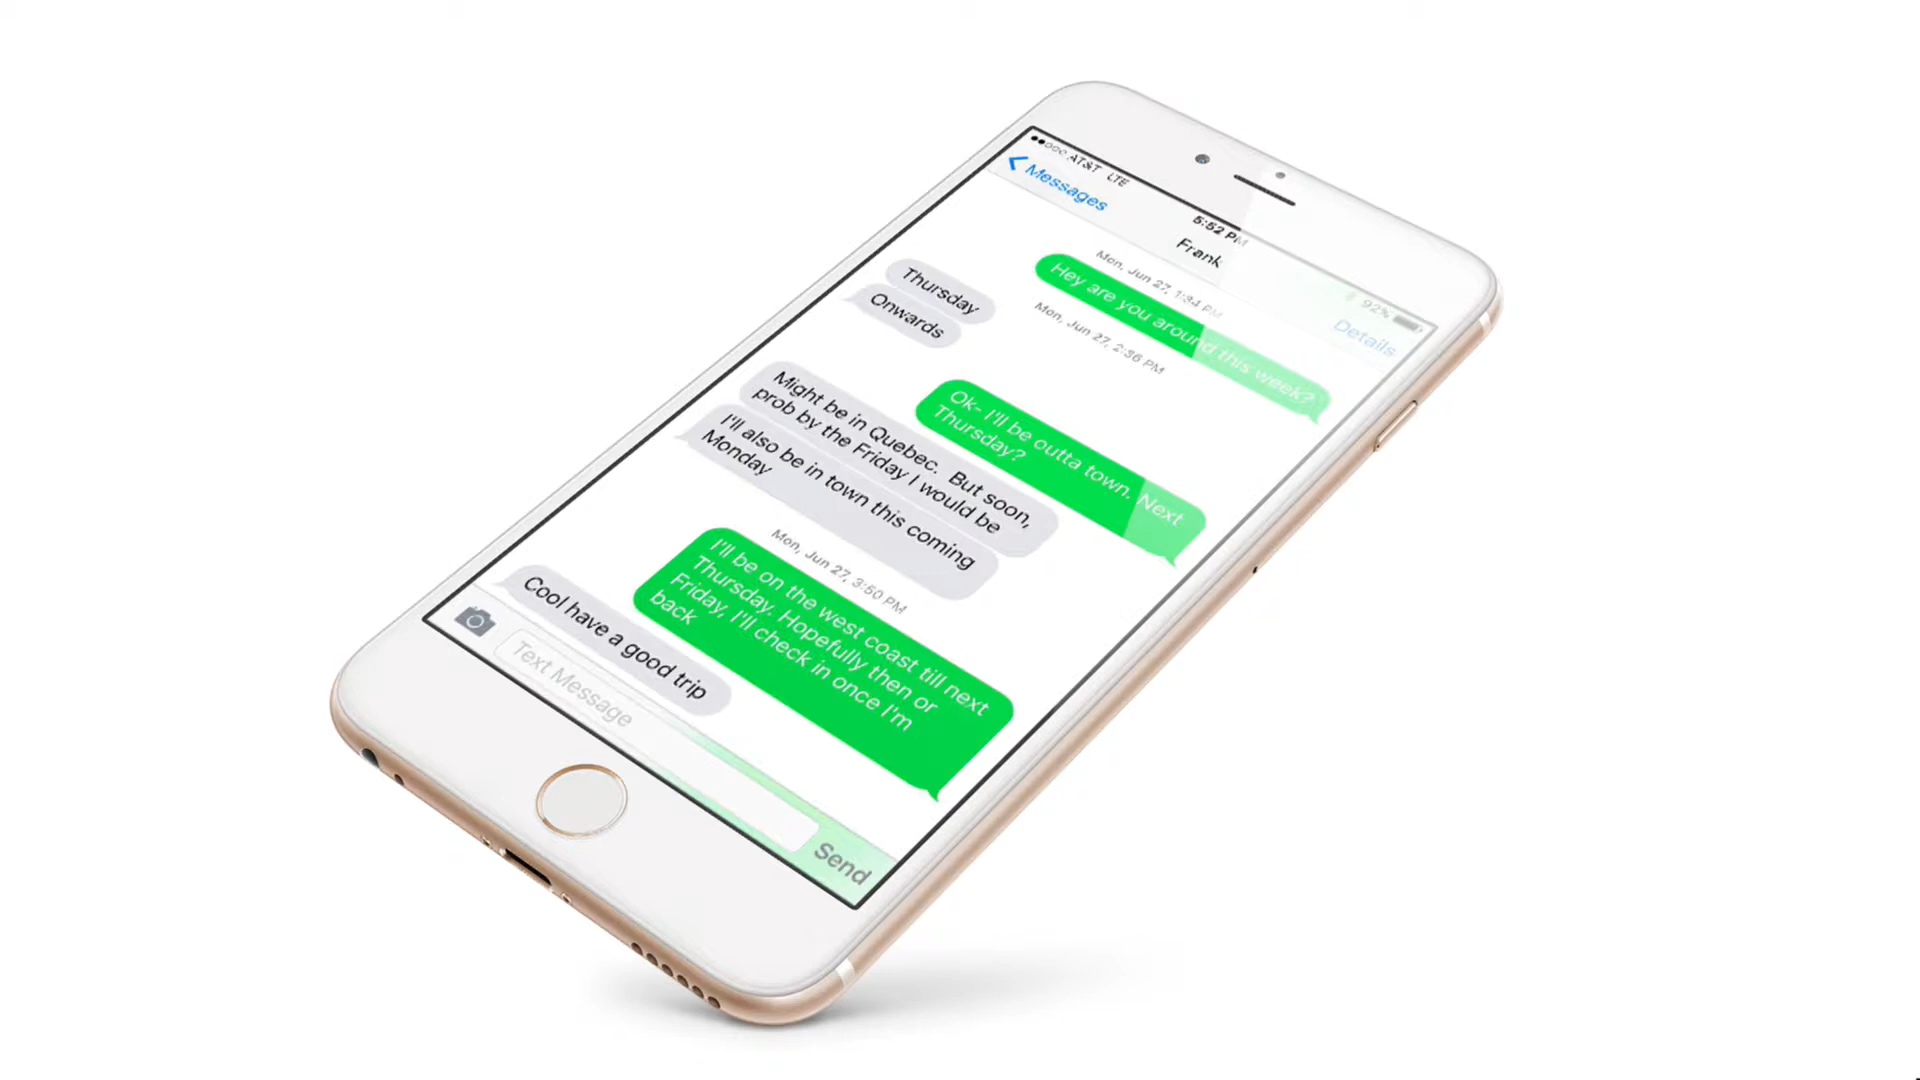 AT&T LTE
5:52 PM
92%
Messages
Frank
Details
Mon, Jun 27, 1:34 PM
Hey are you around this week?
Mon, Jun 27, 2:36 PM
Thursday
Onwards
Ok- I'll be outta town. Next
Thursday?
Might be in Quebec. But soon,
prob by the Friday I would be
I'll also be in town this coming
Monday
Mon, Jun 27, 3:50 PM
I'll be on the west coast till next
Thursday. Hopefully then or
Friday, I'll check in once I'm
back
Cool have a good trip
Text Message
Send